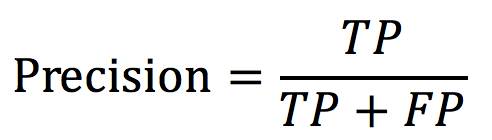 Precision = TP / TP + FP